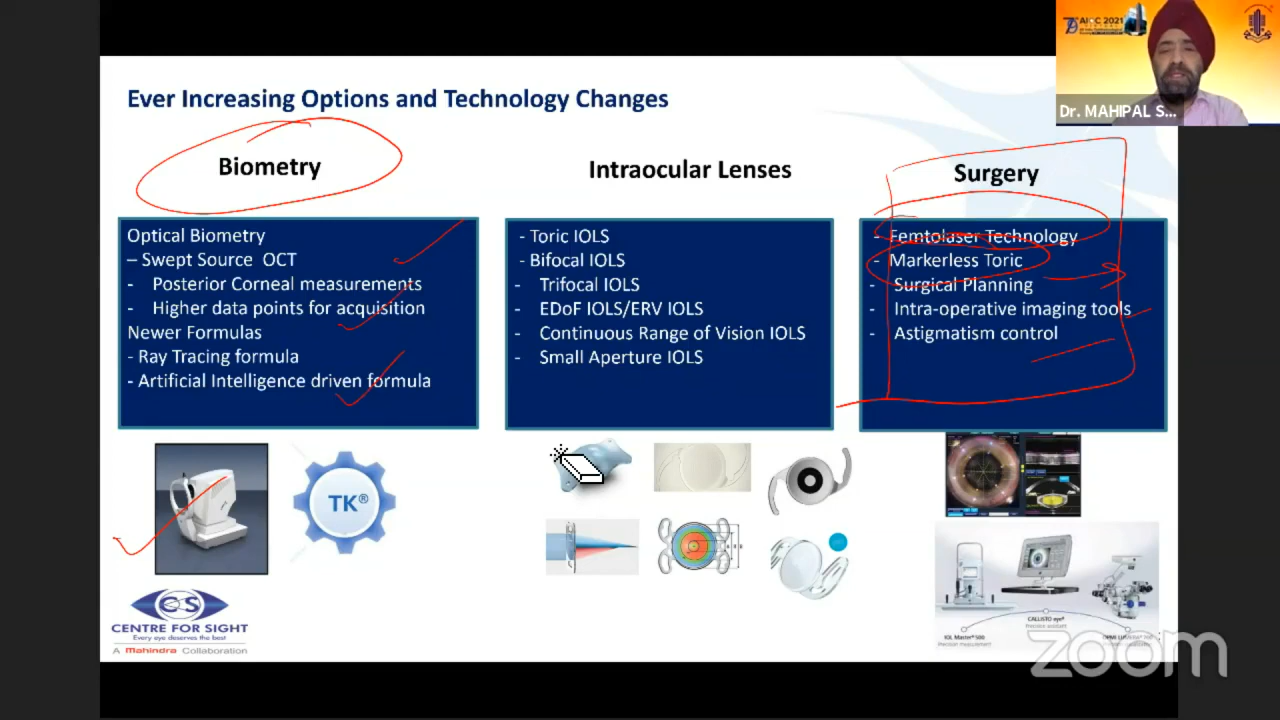 79 AIOC 2021
Dr. MAHIPAL S...
Ever Increasing Options and Technology Changes
Biometry
Optical Biometry
– Swept Source OCT
- Posterior Corneal measurements
- Higher data points for acquisition
Newer Formulas
- Ray Tracing formula
- Artificial Intelligence driven formula
Intraocular Lenses
- Toric IOLS
- Bifocal IOLS
- Trifocal IOLS
- EDoF IOLS/ERV IOLS
- Continuous Range of Vision IOLS
- Small Aperture IOLS
Surgery
- Femtolaser Technology
- Markerless Toric
- Surgical Planning
- Intra-operative imaging tools
- Astigmatism control
TK®
CALLISTO eye®
IOL Master® 500
CENTRE FOR SIGHT
Every eye deserves the best
A Mahindra Collaboration
zoom